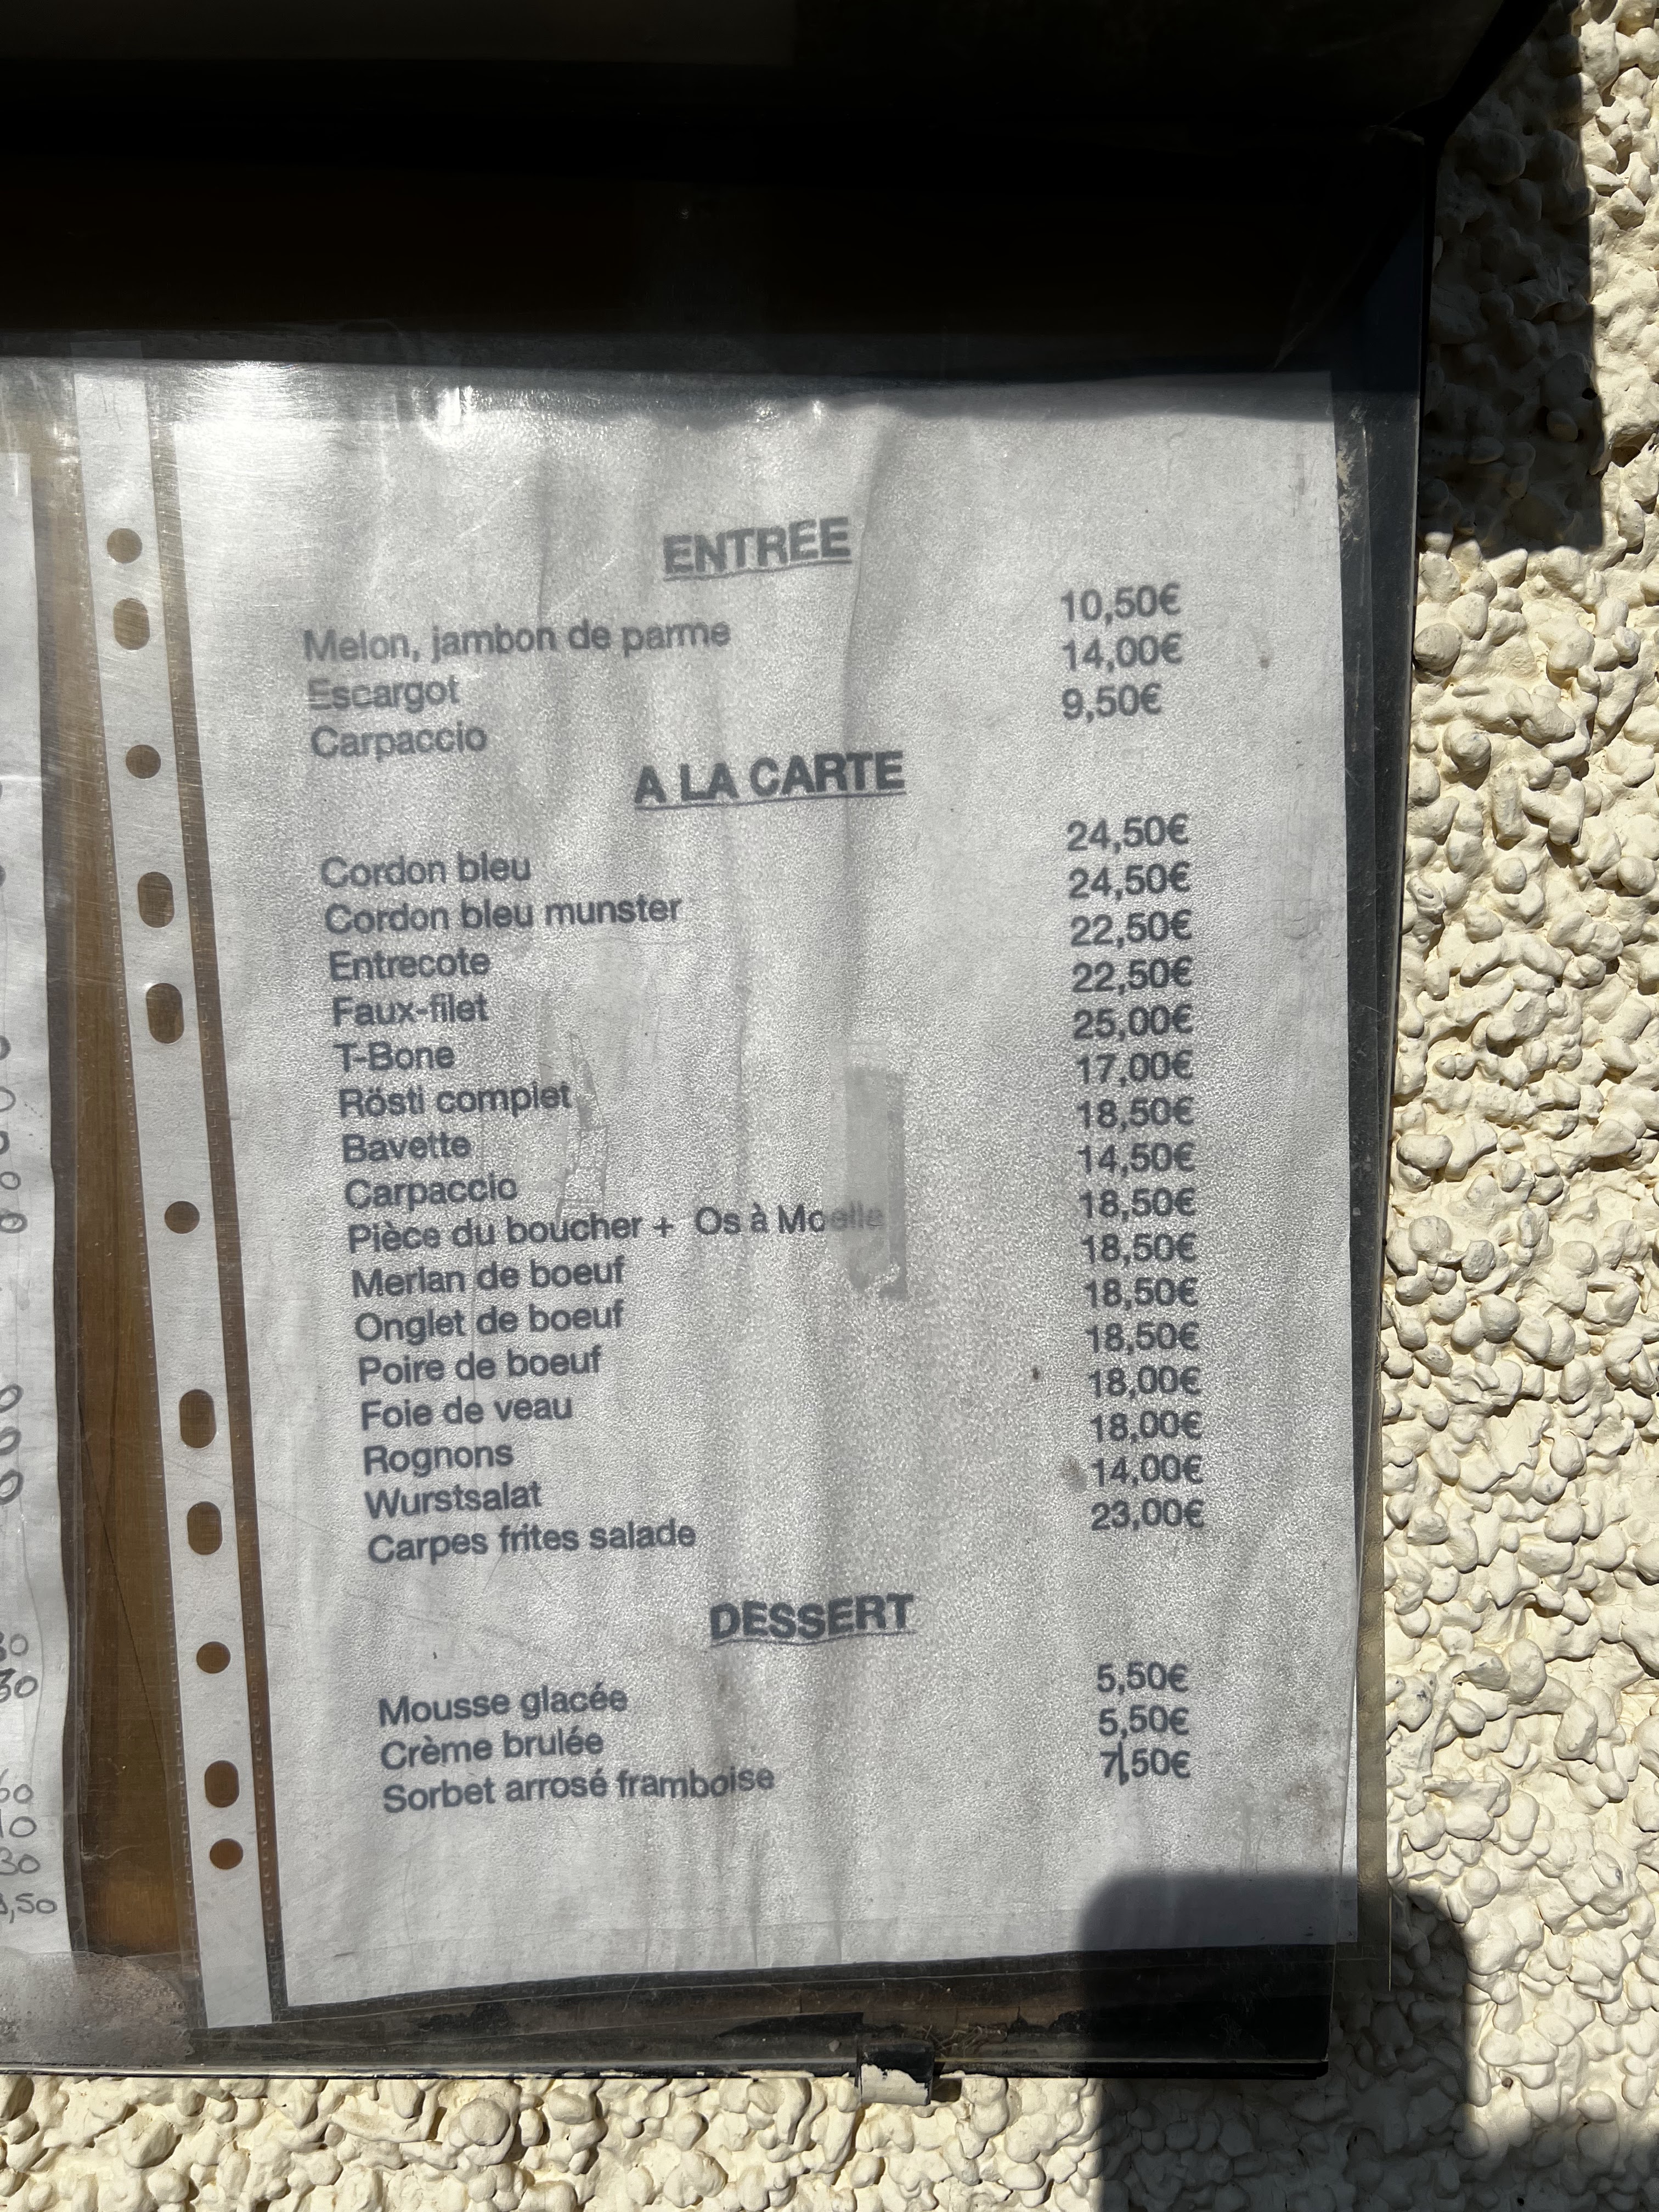 ENTREE
Melon, jambon de parme 10,50€
Escargot 14,00€
Carpaccio 9,50€
A LA CARTE
Cordon bleu 24,50€
Cordon bleu munster 24,50€
Entrecote 22,50€
Faux-filet 22,50€
T-Bone 25,00€
Rösti complet 17,00€
Bavette 18,50€
Carpaccio 14,50€
Pièce du boucher + Os à Moelle 18,50€
Merlan de boeuf 18,50€
Onglet de boeuf 18,50€
Poire de boeuf 18,50€
Foie de veau 18,00€
Rognons 18,00€
Wurstsalat 14,00€
Carpes frites salade 23,00€
DESSERT
Mousse glacée 5,50€
Crème brulée 5,50€
Sorbet arrosé framboise 7,50€